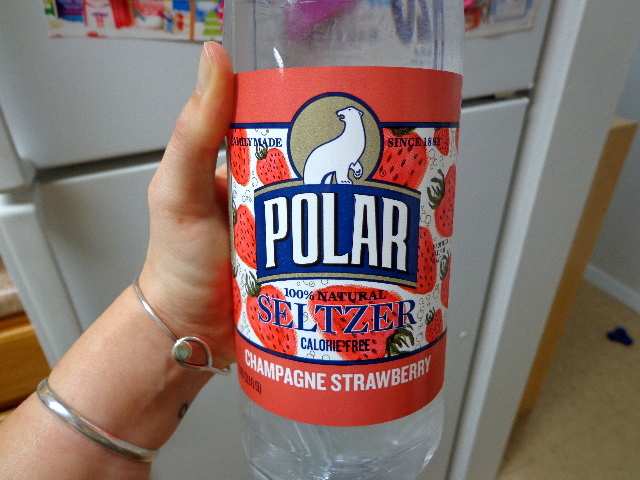 FAMILY MADE
SINCE 1882
POLAR
100% NATURAL
SELTZER
CALORIE FREE
CHAMPAGNE STRAWBERRY